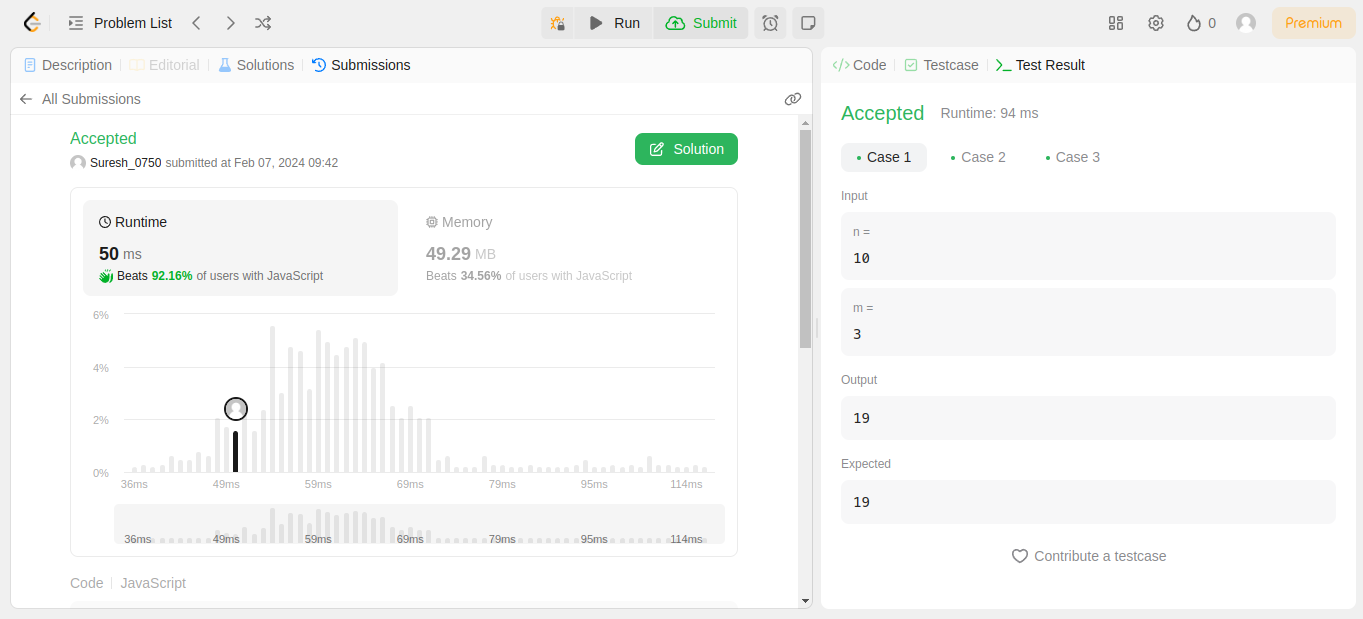 Problem List
Run
Submit
0
Premium
Description
Editorial
Solutions
Submissions
All Submissions
Accepted
Suresh_0750 submitted at Feb 07, 2024 09:42
Solution
Runtime
50 ms
Beats 92.16% of users with JavaScript
Memory
49.29 MB
Beats 34.56% of users with JavaScript
6%
4%
2%
0%
36ms 49ms 59ms 69ms 79ms 95ms 114ms
36ms 49ms 59ms 69ms 79ms 95ms 114ms
Code JavaScript
</> Code
Testcase
Test Result
Accepted Runtime: 94 ms
Case 1 Case 2 Case 3
Input
n =
10
m =
3
Output
19
Expected
19
Contribute a testcase